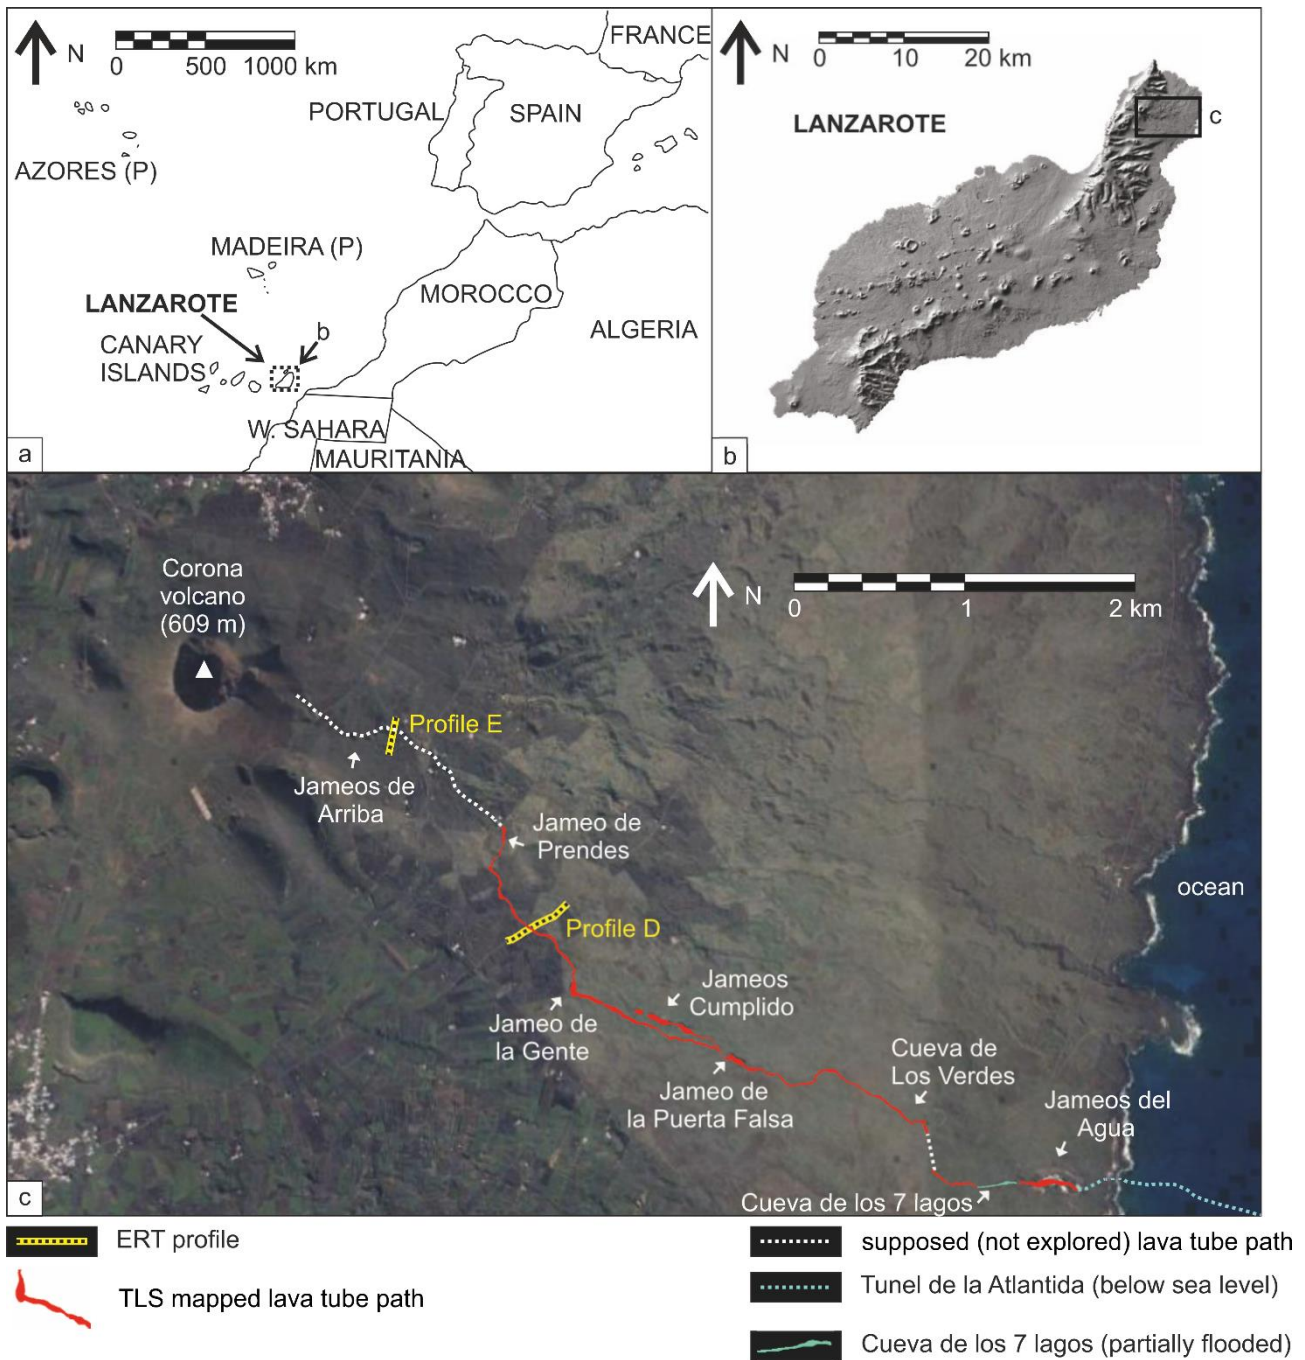 N
0 500 1000 km
FRANCE
PORTUGAL
SPAIN
AZORES (P)
MADEIRA (P)
LANZAROTE
b
MOROCCO
CANARY
ISLANDS
ALGERIA
W. SAHARA
MAURITANIA
a
N
0 10 20 km
LANZAROTE
c
b
Corona
volcano
(609 m)
N
0 1 2 km
Profile E
Jameos de
Arriba
Jameo de
Prendes
ocean
Profile D
Jameos
Cumplido
Jameo de
la Gente
Cueva de
Los Verdes
Jameo de
la Puerta Falsa
Jameos del
Agua
Cueva de los 7 lagos
c
ERT profile
TLS mapped lava tube path
supposed (not explored) lava tube path
Tunel de la Atlantida (below sea level)
Cueva de los 7 lagos (partially flooded)